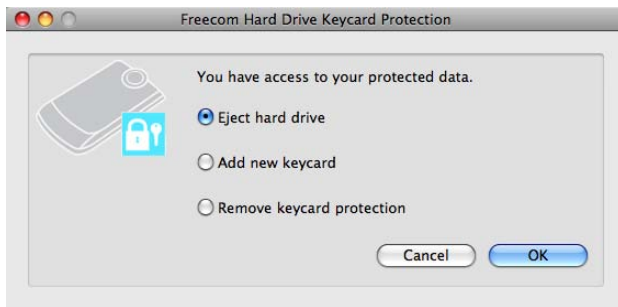 Freecom Hard Drive Keycard Protection
You have access to your protected data.
Eject hard drive
Add new keycard
Remove keycard protection
Cancel OK